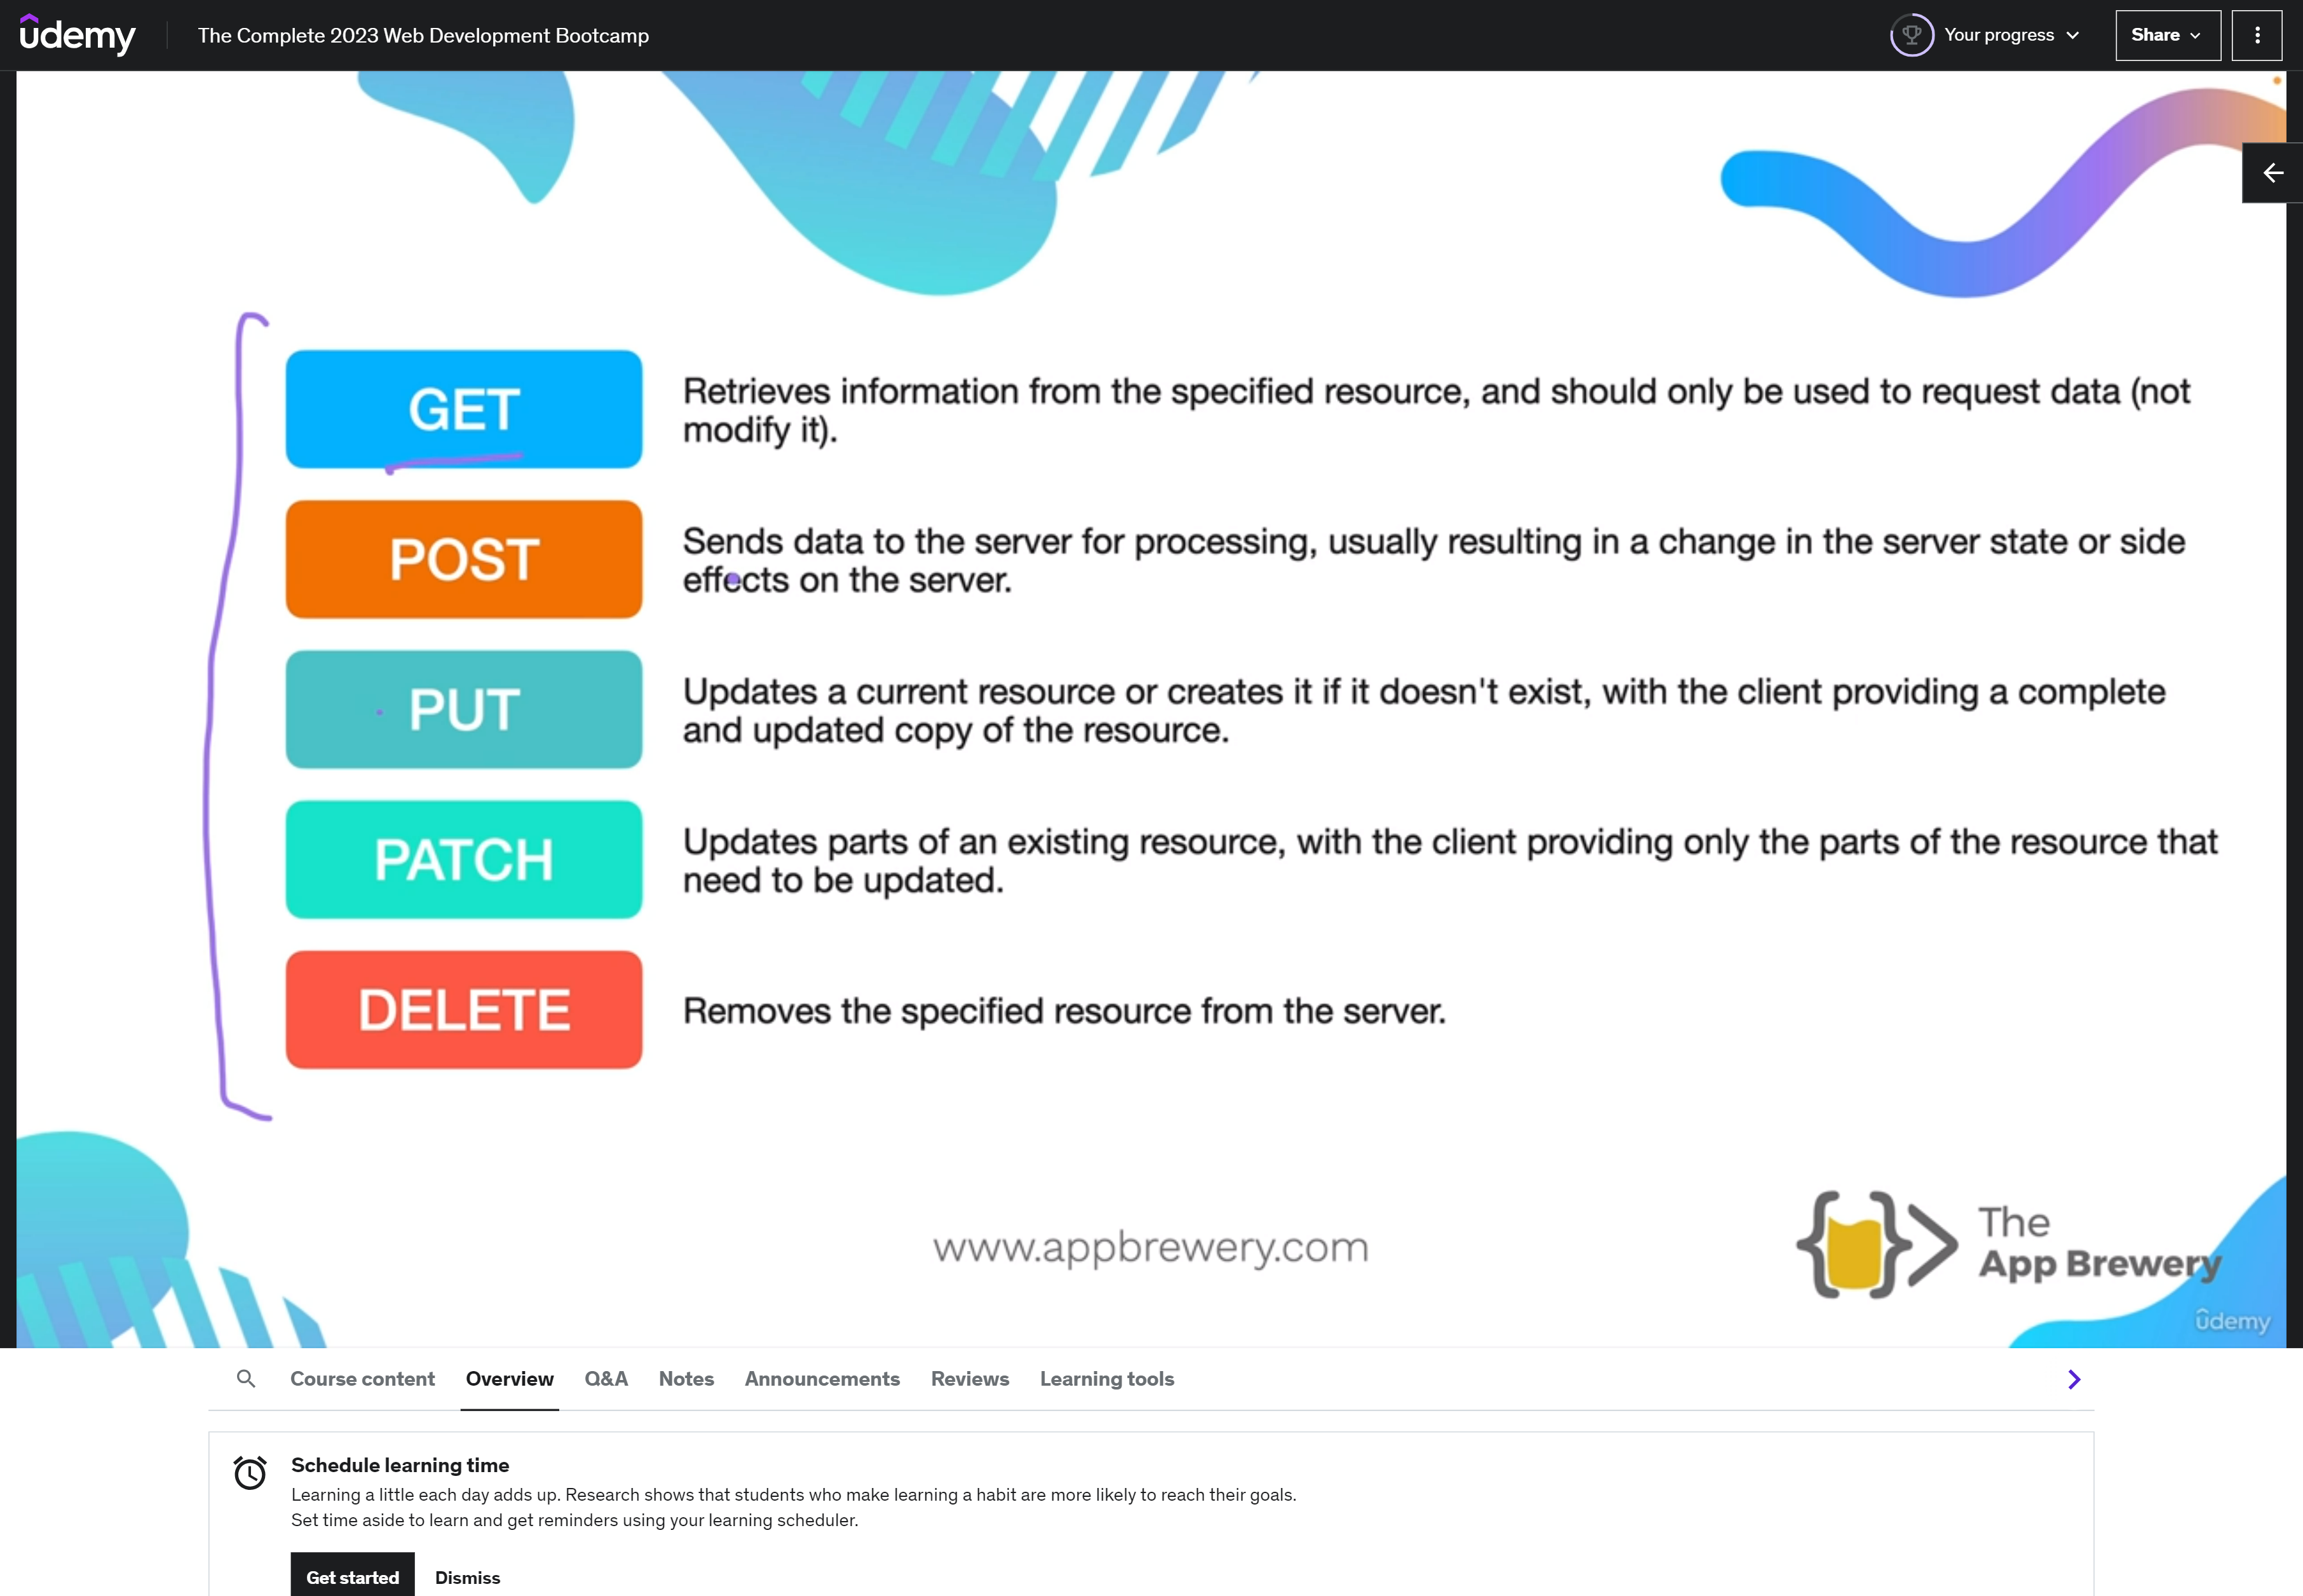 udemy
The Complete 2023 Web Development Bootcamp
Your progress
Share
GET
Retrieves information from the specified resource, and should only be used to request data (not
modify it).
POST
Sends data to the server for processing, usually resulting in a change in the server state or side
effects on the server.
PUT
Updates a current resource or creates it if it doesn't exist, with the client providing a complete
and updated copy of the resource.
PATCH
Updates parts of an existing resource, with the client providing only the parts of the resource that
need to be updated.
DELETE
Removes the specified resource from the server.
www.appbrewery.com
The
App Brewery
udemy
Course content
Overview
Q&A
Notes
Announcements
Reviews
Learning tools
Schedule learning time
Learning a little each day adds up. Research shows that students who make learning a habit are more likely to reach their goals.
Set time aside to learn and get reminders using your learning scheduler.
Get started
Dismiss